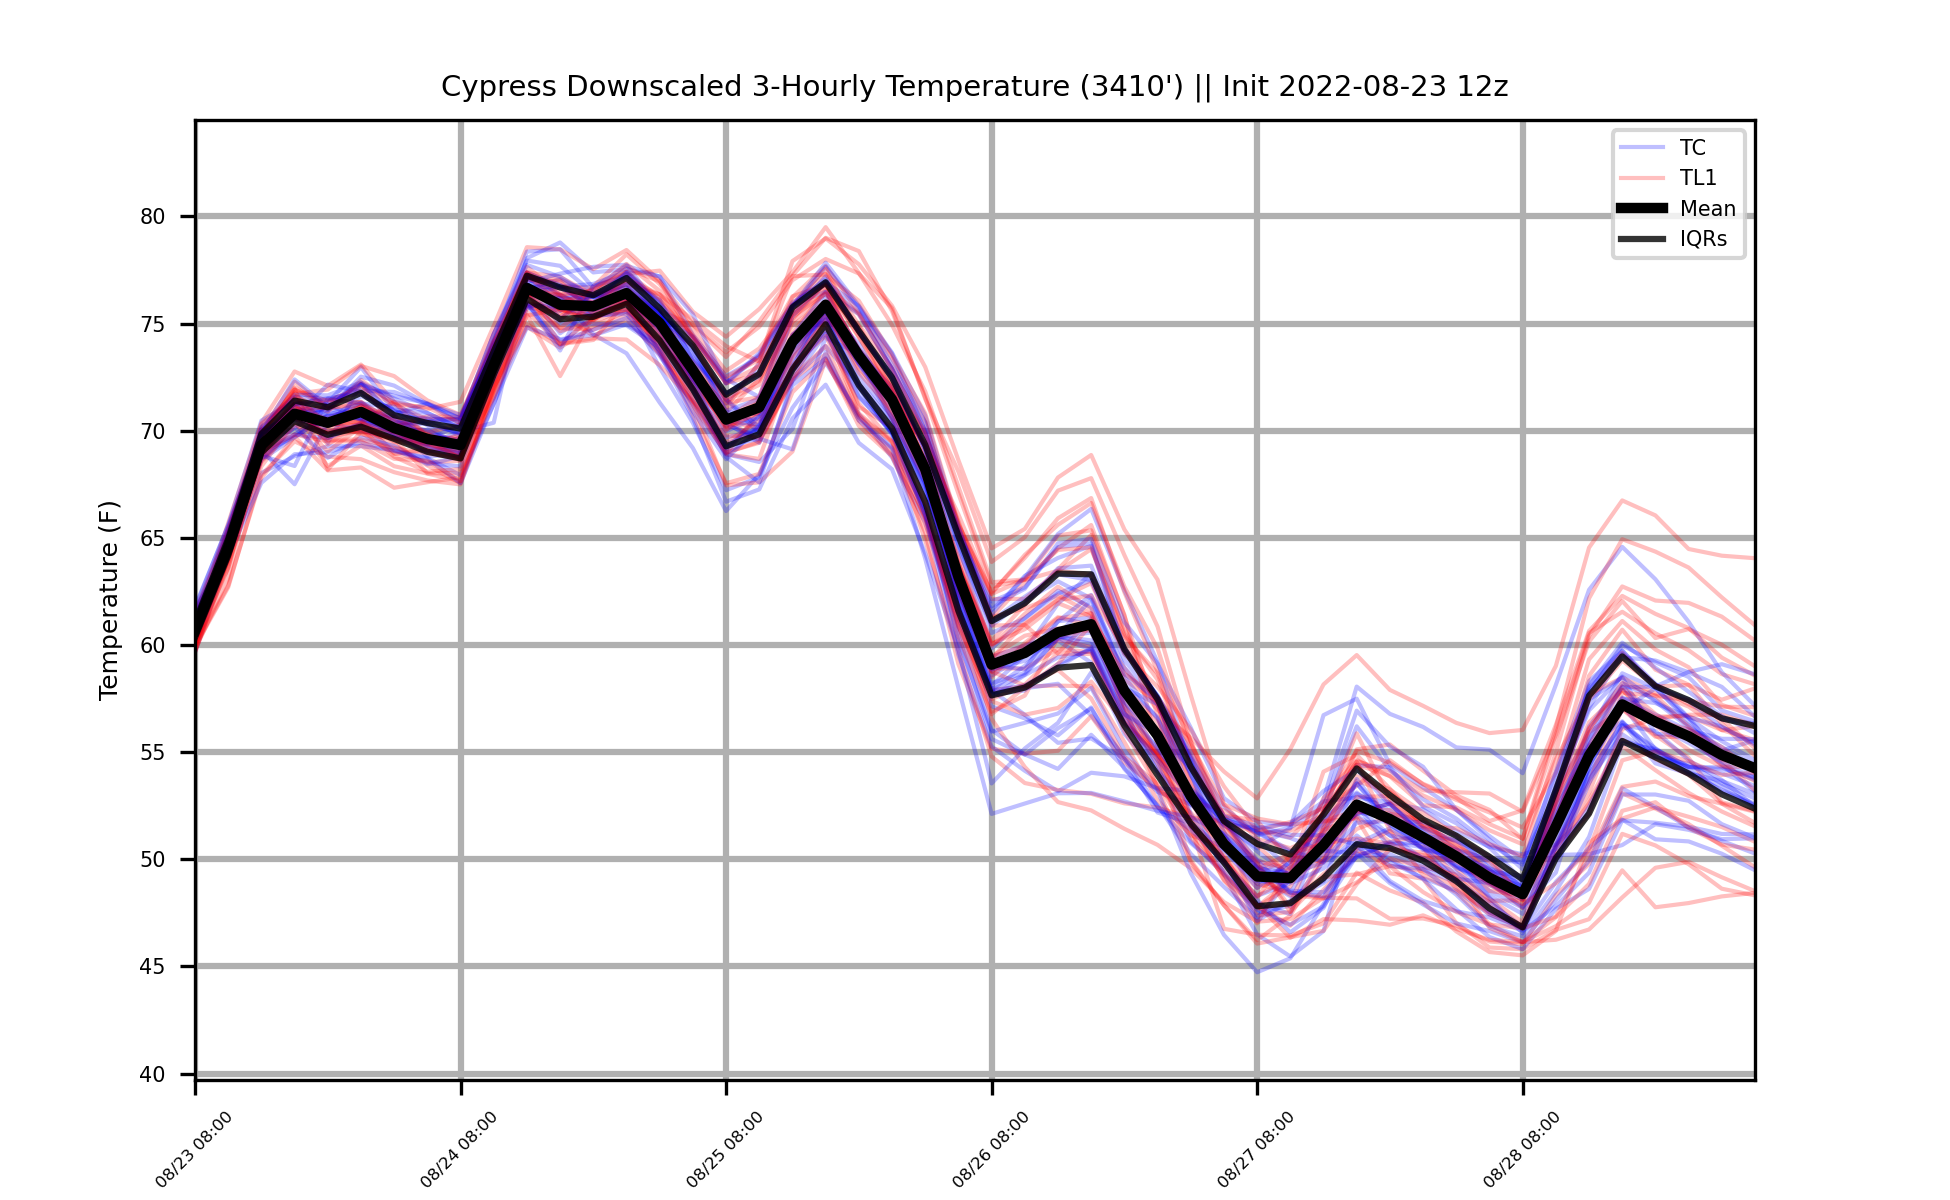 Cypress Downscaled 3-Hourly Temperature (3410') || Init 2022-08-23 12z
TC
TL1
Mean
IQRs
Temperature (F)
80
75
70
65
60
55
50
45
40
08/23 08:00
08/24 08:00
08/25 08:00
08/26 08:00
08/27 08:00
08/28 08:00